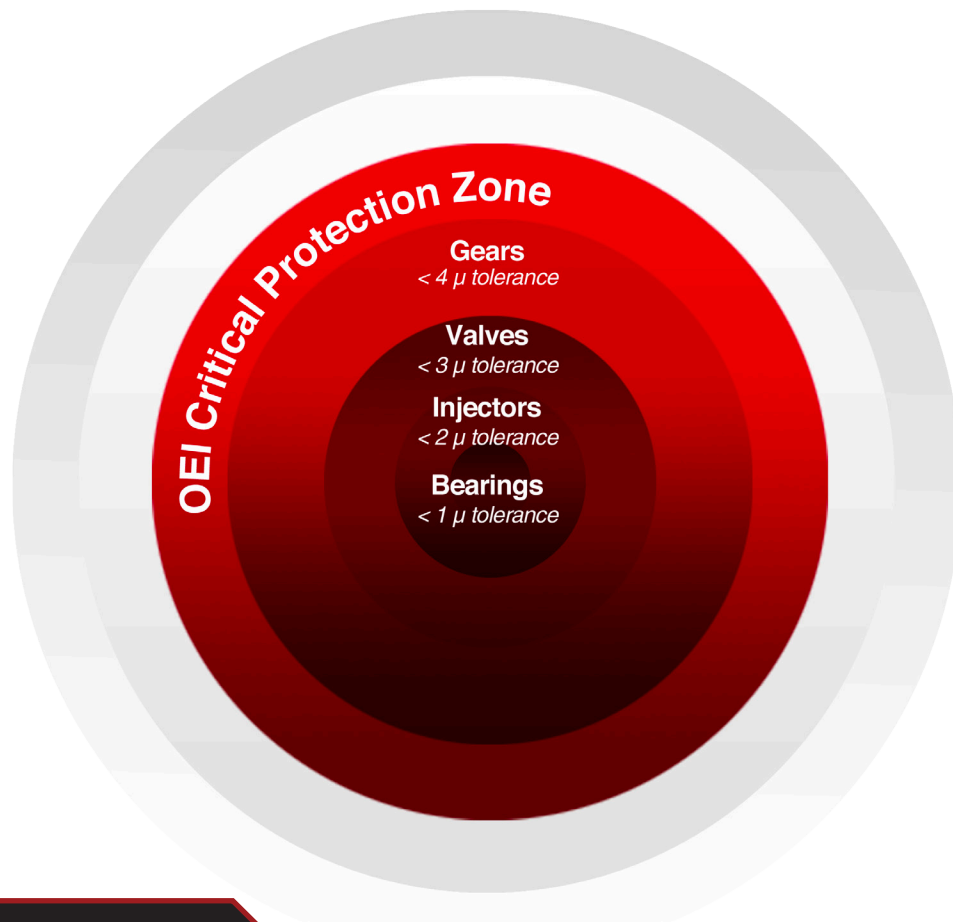 OEI Critical Protection Zone
Gears
< 4 μ tolerance
Valves
< 3 μ tolerance
Injectors
< 2 μ tolerance
Bearings
< 1 μ tolerance